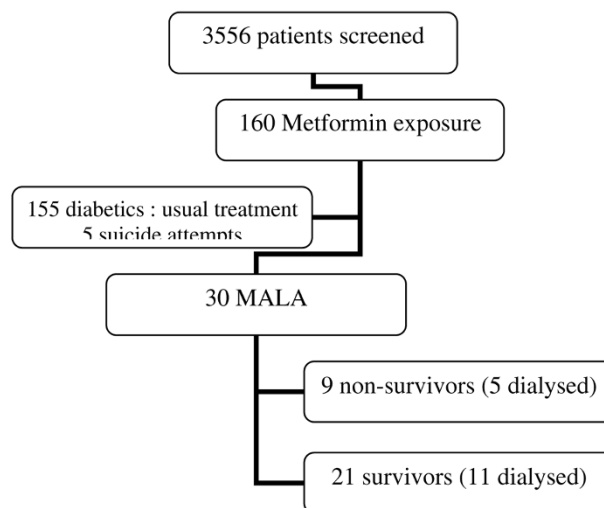 3556 patients screened
160 Metformin exposure
155 diabetics : usual treatment
5 suicide attempts
30 MALA
9 non-survivors (5 dialysed)
21 survivors (11 dialysed)